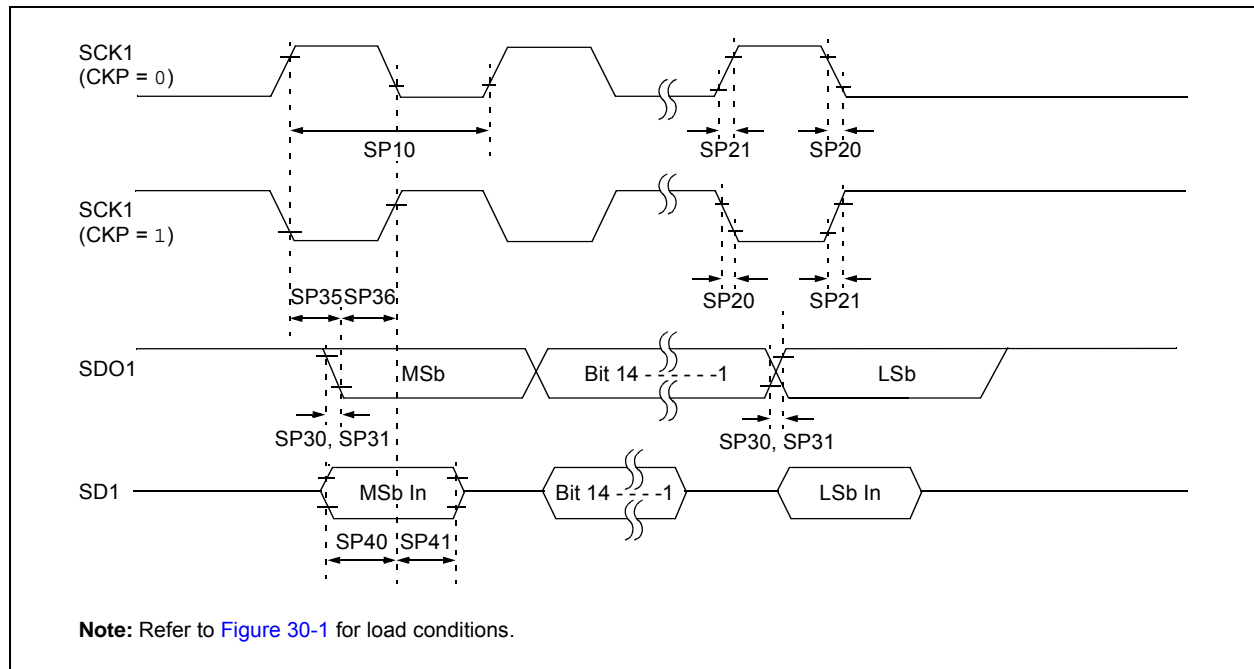 SCK1
(CKP = 0)
SP10
SP21
SP20
SCK1
(CKP = 1)
SP20
SP21
SP35
SP36
SDO1
MSb
Bit 14 - - - - - -1
LSb
SP30, SP31
SP30, SP31
SD1
MSb In
Bit 14 - - - -1
LSb In
SP40
SP41
Note: Refer to Figure 30-1 for load conditions.